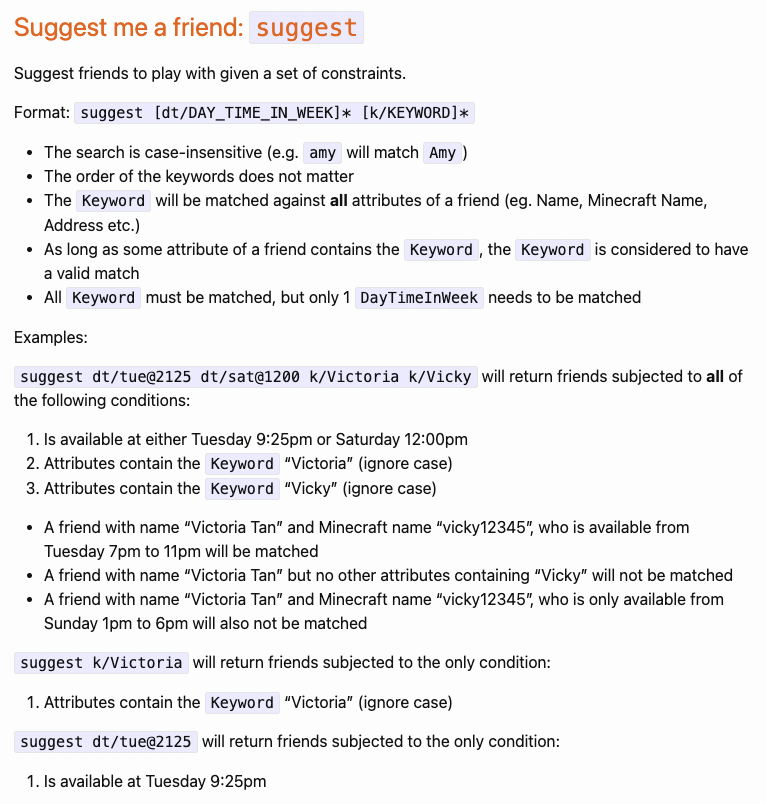 Suggest me a friend: suggest
Suggest friends to play with given a set of constraints.
Format: suggest [dt/DAY_TIME_IN_WEEK]* [k/KEYWORD]*
• The search is case-insensitive (e.g. amy will match Amy )
• The order of the keywords does not matter
• The Keyword will be matched against all attributes of a friend (eg. Name, Minecraft Name,
Address etc.)
• As long as some attribute of a friend contains the Keyword , the Keyword is considered to have
a valid match
• All Keyword must be matched, but only 1 DayTimeInWeek needs to be matched
Examples:
suggest dt/tue@2125 dt/sat@1200 k/Victoria k/Vicky will return friends subjected to all of
the following conditions:
1. Is available at either Tuesday 9:25pm or Saturday 12:00pm
2. Attributes contain the Keyword “Victoria” (ignore case)
3. Attributes contain the Keyword “Vicky” (ignore case)
• A friend with name “Victoria Tan” and Minecraft name “vicky12345”, who is available from
Tuesday 7pm to 11pm will be matched
• A friend with name “Victoria Tan” but no other attributes containing “Vicky” will not be matched
• A friend with name “Victoria Tan” and Minecraft name “vicky12345”, who is only available from
Sunday 1pm to 6pm will also not be matched
suggest k/Victoria will return friends subjected to the only condition:
1. Attributes contain the Keyword “Victoria” (ignore case)
suggest dt/tue@2125 will return friends subjected to the only condition:
1. Is available at Tuesday 9:25pm